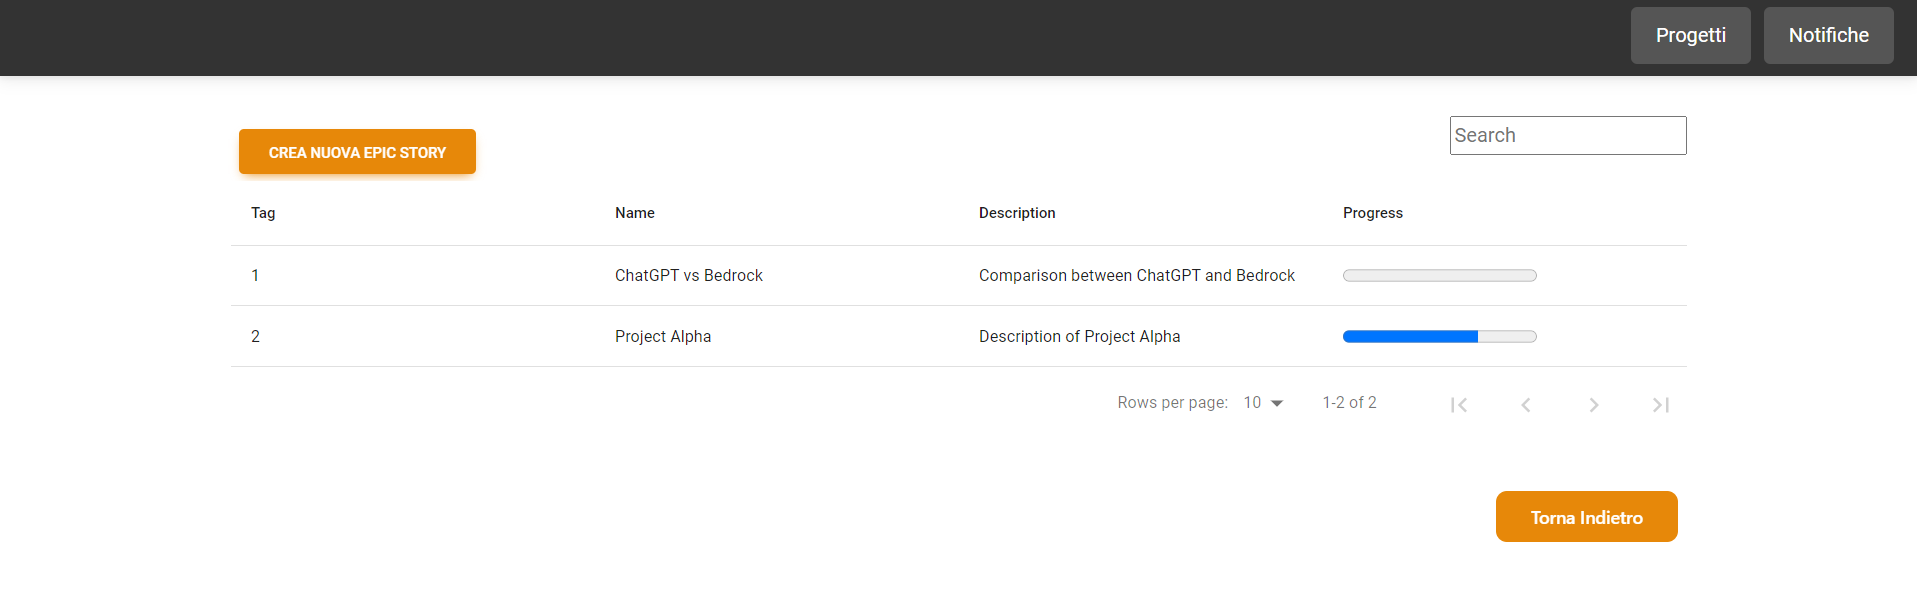 Progetti Notifiche
CREA NUOVA EPIC STORY Search
Tag Name Description Progress
1 ChatGPT vs Bedrock Comparison between ChatGPT and Bedrock
2 Project Alpha Description of Project Alpha
Rows per page: 10 1-2 of 2
Torna Indietro